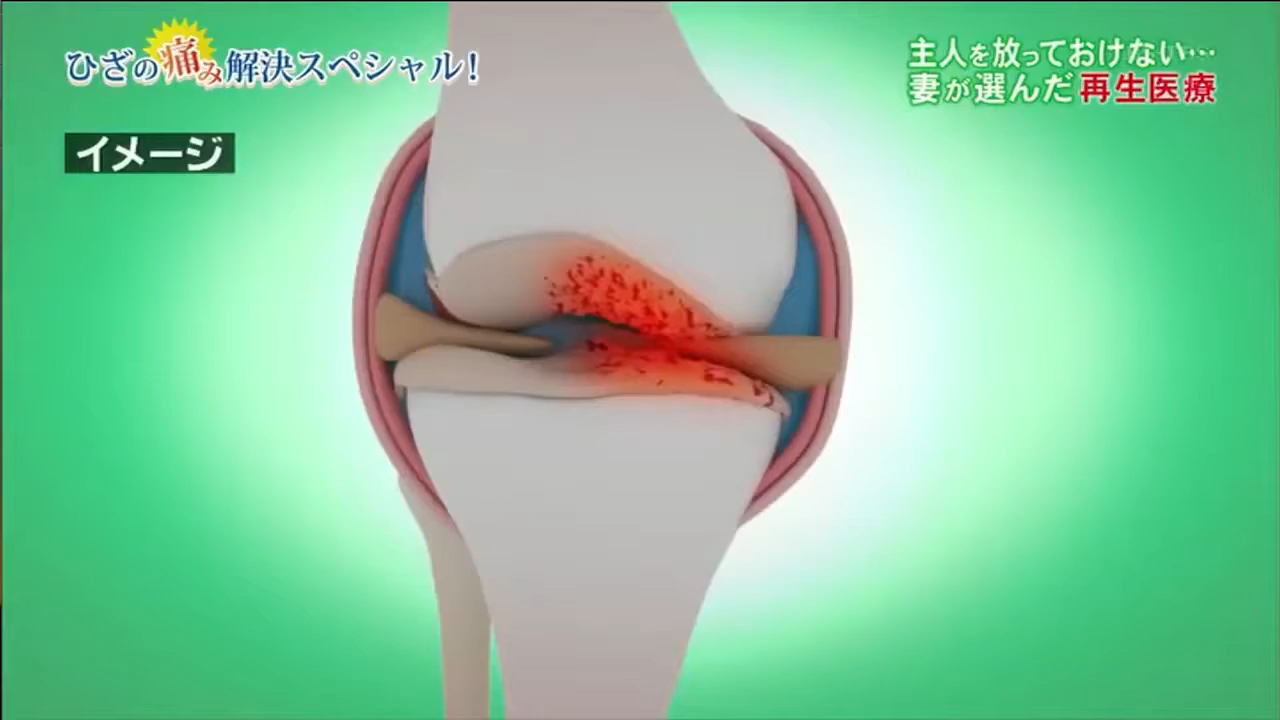 ひざの痛み解決スペシャル!
主人を放っておけない…
妻が選んだ再生医療
イメージ